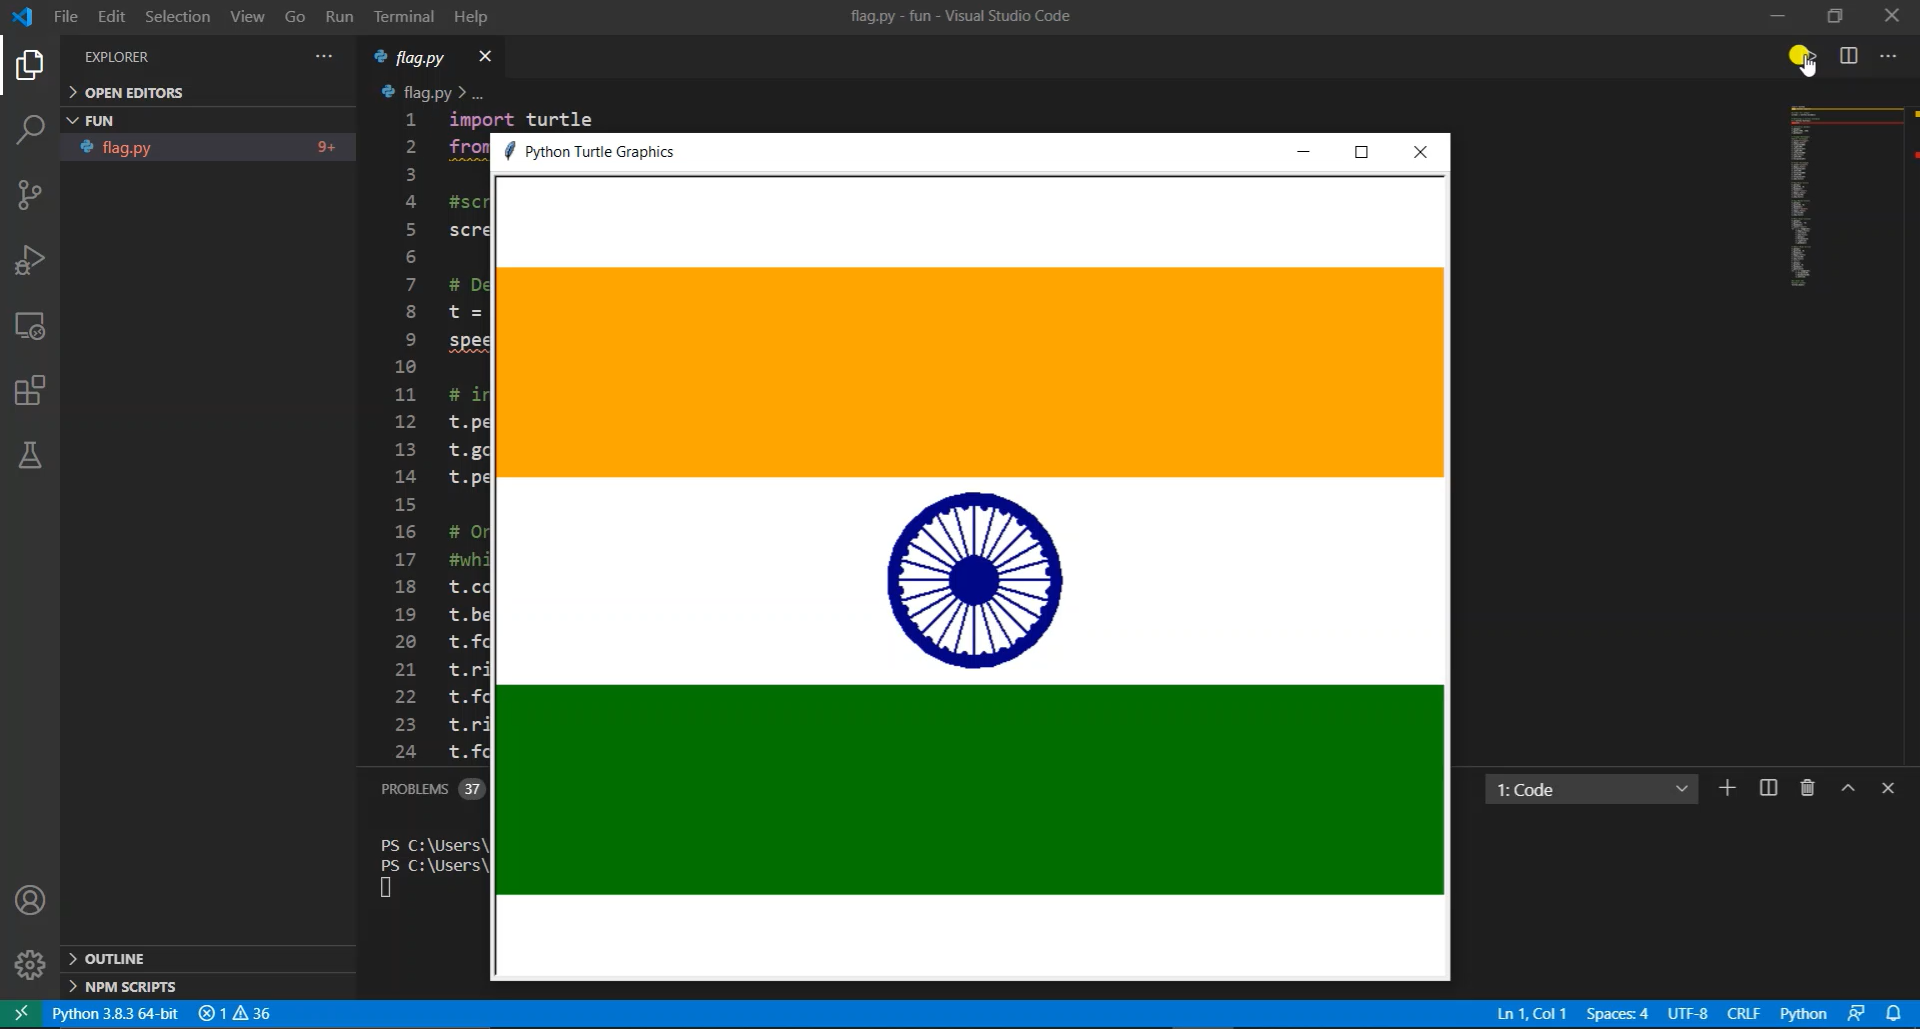 File Edit Selection View Go Run Terminal Help
flag.py - fun - Visual Studio Code
EXPLORER
flag.py
OPEN EDITORS
flag.py > ...
FUN
flag.py 9+
1 import turtle
2 from
3
4 #scr
5 scre
6
7 # De
8 t =
9 spee
10
11 # in
12 t.pe
13 t.go
14 t.pe
15
16 # Or
17 #whi
18 t.co
19 t.be
20 t.fo
21 t.ri
22 t.fo
23 t.ri
24 t.fo
Python Turtle Graphics
PROBLEMS 37
1: Code
PS C:\Users\
PS C:\Users\
OUTLINE
NPM SCRIPTS
Python 3.8.3 64-bit 1 36
Ln 1, Col 1 Spaces: 4 UTF-8 CRLF Python